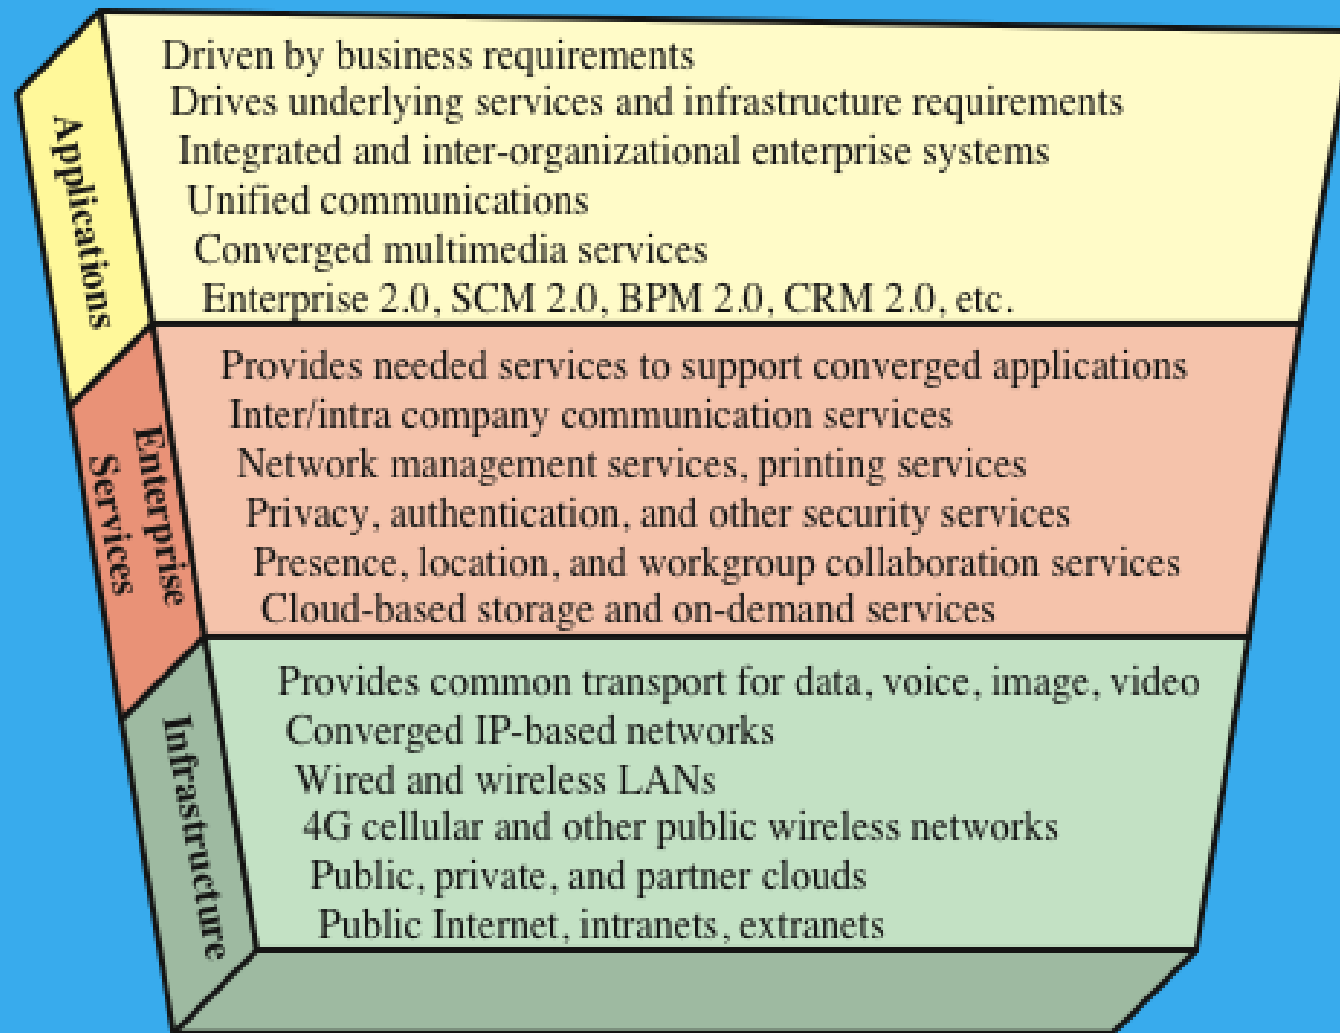 Applications
Driven by business requirements
Drives underlying services and infrastructure requirements
Integrated and inter-organizational enterprise systems
Unified communications
Converged multimedia services
Enterprise 2.0, SCM 2.0, BPM 2.0, CRM 2.0, etc.
Enterprise
Services
Provides needed services to support converged applications
Inter/intra company communication services
Network management services, printing services
Privacy, authentication, and other security services
Presence, location, and workgroup collaboration services
Cloud-based storage and on-demand services
Infrastructure
Provides common transport for data, voice, image, video
Converged IP-based networks
Wired and wireless LANs
4G cellular and other public wireless networks
Public, private, and partner clouds
Public Internet, intranets, extranets